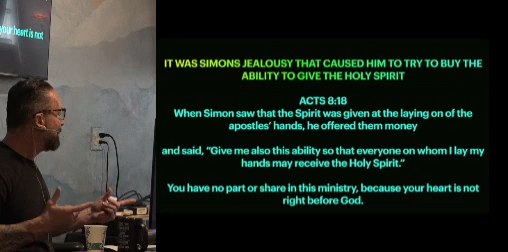 your heert is not
IT WAS SIMONS JEALOUSY THAT CAUSED HIM TO TRY TO BUY THE
ABILITY TO GIVE THE HOLY SPIRIT
ACTS 8:18
When Simon saw that the Spirit was given at the laying on of the
apostles' hands, he offered them money
and said, "Give me also this ability so that everyone on whom I lay my
hands may receive the Holy Spirit."
You have no part or share in this ministry, because your heart is not
right before God.